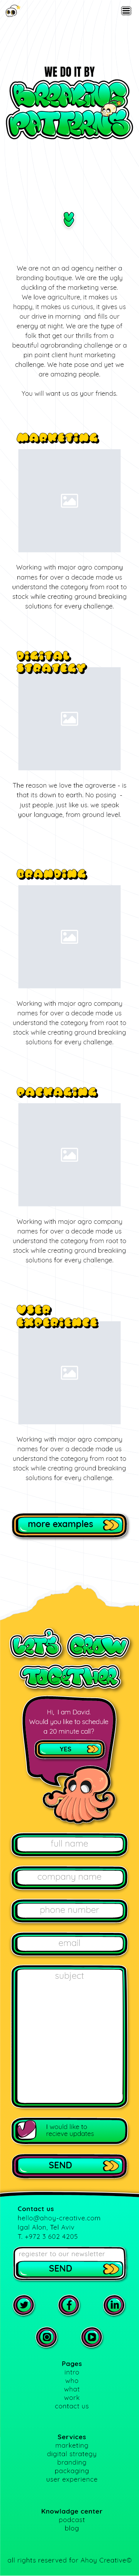 WE DO IT BY
BREAKING
PATTERNS
We are not an ad agency neither a
branding boutique. We are the ugly
duckling of the marketing verse.
We love agriculture, it makes us
happy, it makes us curious, it gives us
a drive in morning and fills our
energy at night. We are the type of
folk that get our thrills from a
beautiful agrobranding challenge or a
pin point client hunt marketing
challenge. We hate pose and yet we
are amazing people.
You will want us as your friends.
MARKETING
Working with major agro company
names for over a decade made us
understand the category from root to
stock while creating ground breaking
solutions for every challenge.
DIGITAL
STRATEGY
The reason we love the agroverse - is
that its down to earth. No posing -
just people. just like us. we speak
your language, from ground level.
BRANDING
Working with major agro company
names for over a decade made us
understand the category from root to
stock while creating ground breaking
solutions for every challenge.
PACKAGING
Working with major agro company
names for over a decade made us
understand the category from root to
stock while creating ground breaking
solutions for every challenge.
USER
EXPERIENCE
Working with major agro company
names for over a decade made us
understand the category from root to
stock while creating ground breaking
solutions for every challenge.
more examples
LET'S GROW
TOGETHER
Hi, I am David.
Would you like to schedule
a 20 minute call?
YES
full name
company name
phone number
email
subject
I would like to
recieve updates
SEND
Contact us
hello@ahoy-creative.com
Igal Alon, Tel Aviv
T. +972 3 602 4205
regiester to our newsletter
SEND
Pages
intro
who
what
work
contact us
Services
marketing
digital strategy
branding
packaging
user experience
Knowladge center
podcast
blog
all rights reserved for Ahoy Creative©